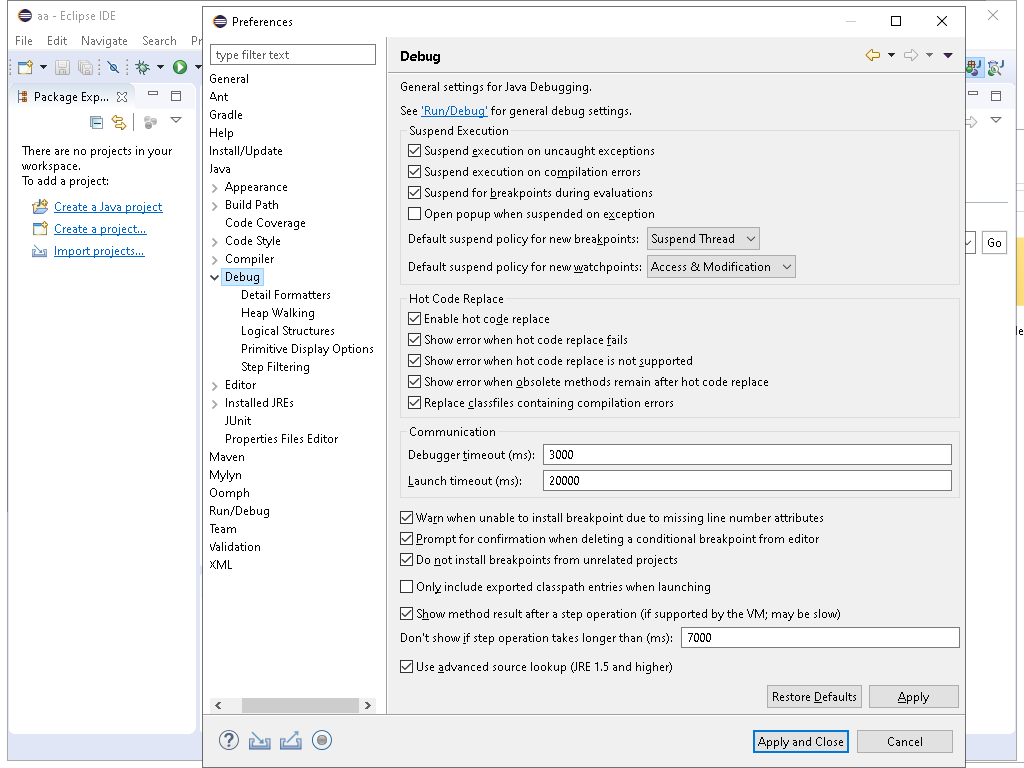 aa - Eclipse IDE
File Edit Navigate Search
Package Exp...
There are no projects in your
workspace.
To add a project:
Create a Java project
Create a project...
Import projects...
Preferences
type filter text
General
Ant
Gradle
Help
Install/Update
Java
Appearance
Build Path
Code Coverage
Code Style
Compiler
Debug
Detail Formatters
Heap Walking
Logical Structures
Primitive Display Options
Step Filtering
Editor
Installed JREs
JUnit
Properties Files Editor
Maven
Mylyn
Oomph
Run/Debug
Team
Validation
XML
Debug
General settings for Java Debugging.
See 'Run/Debug' for general debug settings.
Suspend Execution
Suspend execution on uncaught exceptions
Suspend execution on compilation errors
Suspend for breakpoints during evaluations
Open popup when suspended on exception
Default suspend policy for new breakpoints: Suspend Thread
Default suspend policy for new watchpoints: Access & Modification
Hot Code Replace
Enable hot code replace
Show error when hot code replace fails
Show error when hot code replace is not supported
Show error when obsolete methods remain after hot code replace
Replace classfiles containing compilation errors
Communication
Debugger timeout (ms): 3000
Launch timeout (ms): 20000
Warn when unable to install breakpoint due to missing line number attributes
Prompt for confirmation when deleting a conditional breakpoint from editor
Do not install breakpoints from unrelated projects
Only include exported classpath entries when launching
Show method result after a step operation (if supported by the VM; may be slow)
Don't show if step operation takes longer than (ms): 7000
Use advanced source lookup (JRE 1.5 and higher)
Restore Defaults Apply
Apply and Close Cancel
Go